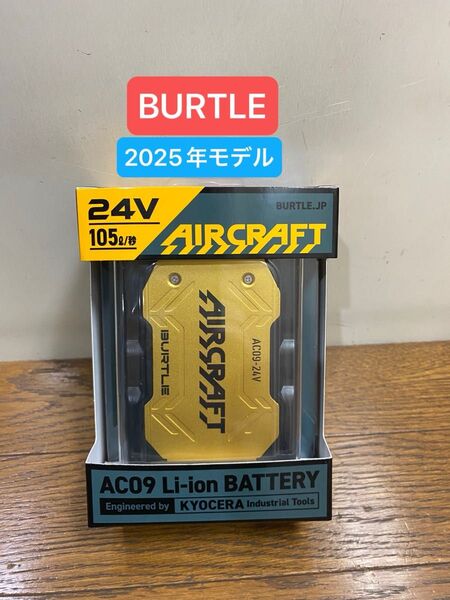 BURTLE
2025年モデル
24V
105ℓ/秒
BURTLE.JP
AIRCRAFT
AIRCRAFT
BURTLE
AC09-24V
AC09 Li-ion BATTERY
Engineered by KYOCERA Industrial Tools